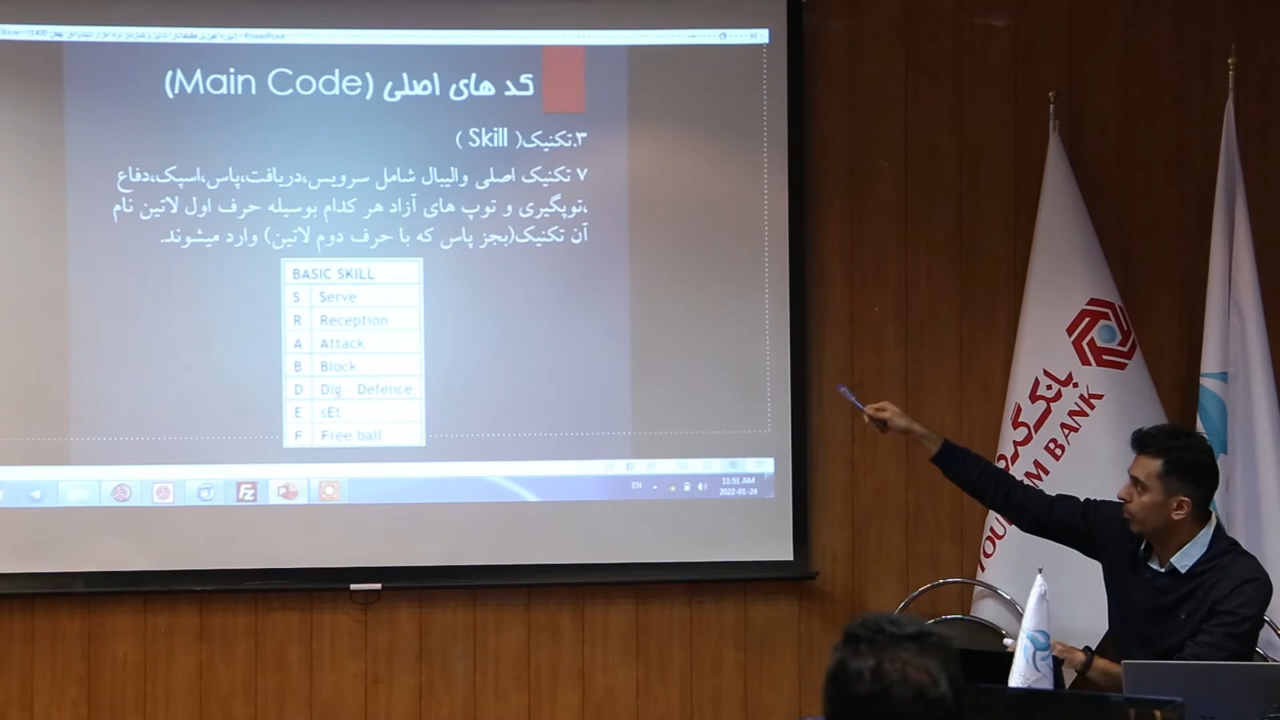 PowerPoint
کد های اصلی (Main Code)
۳.تکنیک( Skill )
۷ تکنیک اصلی والیبال شامل سرویس،دریافت،پاس،اسپک،دفاع
،توپگیری و توپ های آزاد هر کدام بوسیله حرف اول لاتین نام
آن تکنیک(بجز پاس که با حرف دوم لاتین) وارد میشوند.
BASIC SKILL
S Serve
R Reception
A Attack
B Block
D Dig - Defence
E sEt
F Free ball
EN
11:51 AM
2022-01-24
بانک
BANK